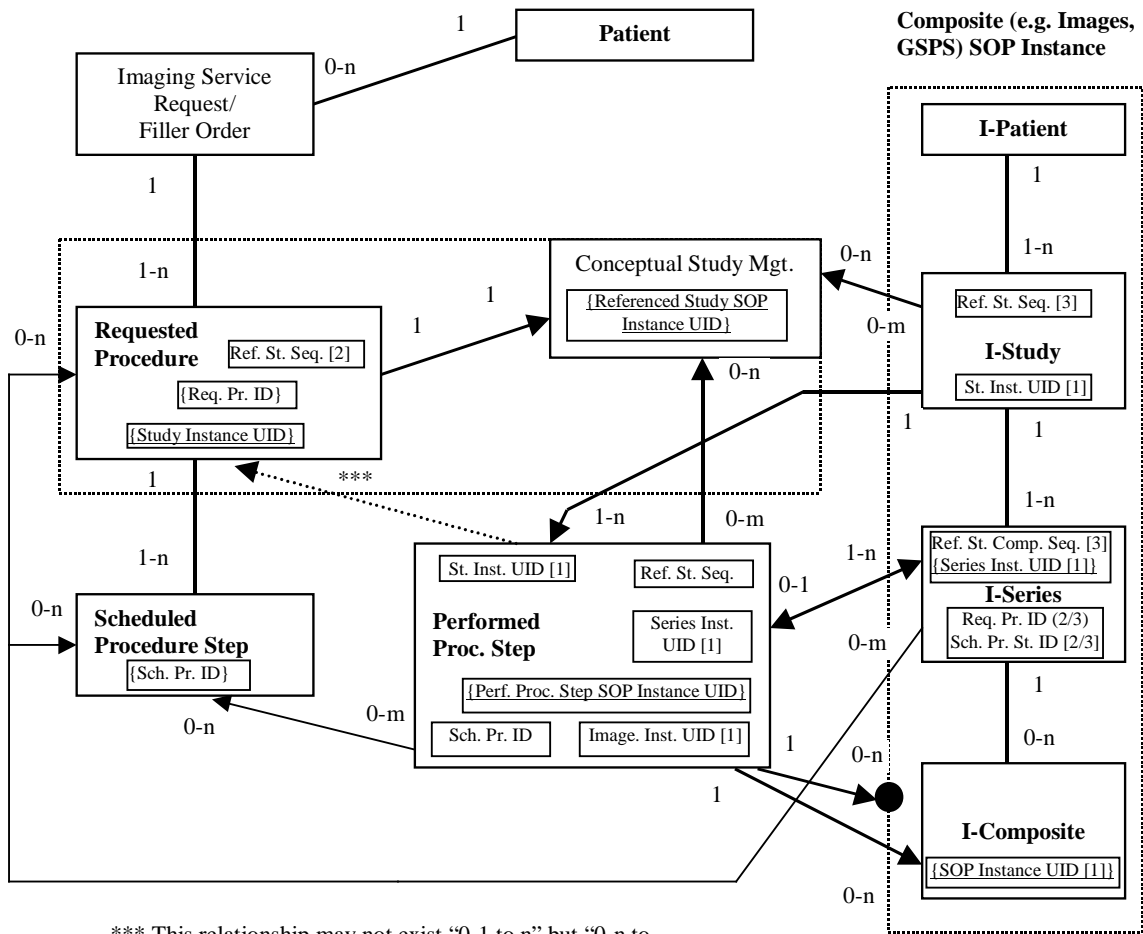 1
Patient
Composite (e.g. Images,
GSPS) SOP Instance
0-n
Imaging Service
Request/
Filler Order
I-Patient
1
1
1-n
1-n
0-n
Conceptual Study Mgt.
{Referenced Study SOP
Instance UID}
1
1
0-n
Requested
Procedure
Ref. St. Seq. [2]
{Req. Pr. ID}
{Study Instance UID}
Ref. St. Seq. [3]
0-m
I-Study
St. Inst. UID [1]
0-n
1
1
1
***
1-n
1-n
0-m
1-n
1-n
St. Inst. UID [1]
Ref. St. Seq.
Performed
Proc. Step
Series Inst.
UID [1]
{Perf. Proc. Step SOP Instance UID}
Sch. Pr. ID
Image. Inst. UID [1]
0-1
Ref. St. Comp. Seq. [3]
{Series Inst. UID [1]}
I-Series
Req. Pr. ID (2/3)
Sch. Pr. St. ID [2/3]
0-n
Scheduled
Procedure Step
{Sch. Pr. ID}
0-m
1
0-n
0-m
0-n
1
0-n
1
I-Composite
{SOP Instance UID [1]}
0-n
*** This relationship may not exist “0-1 to n” but “0-n to